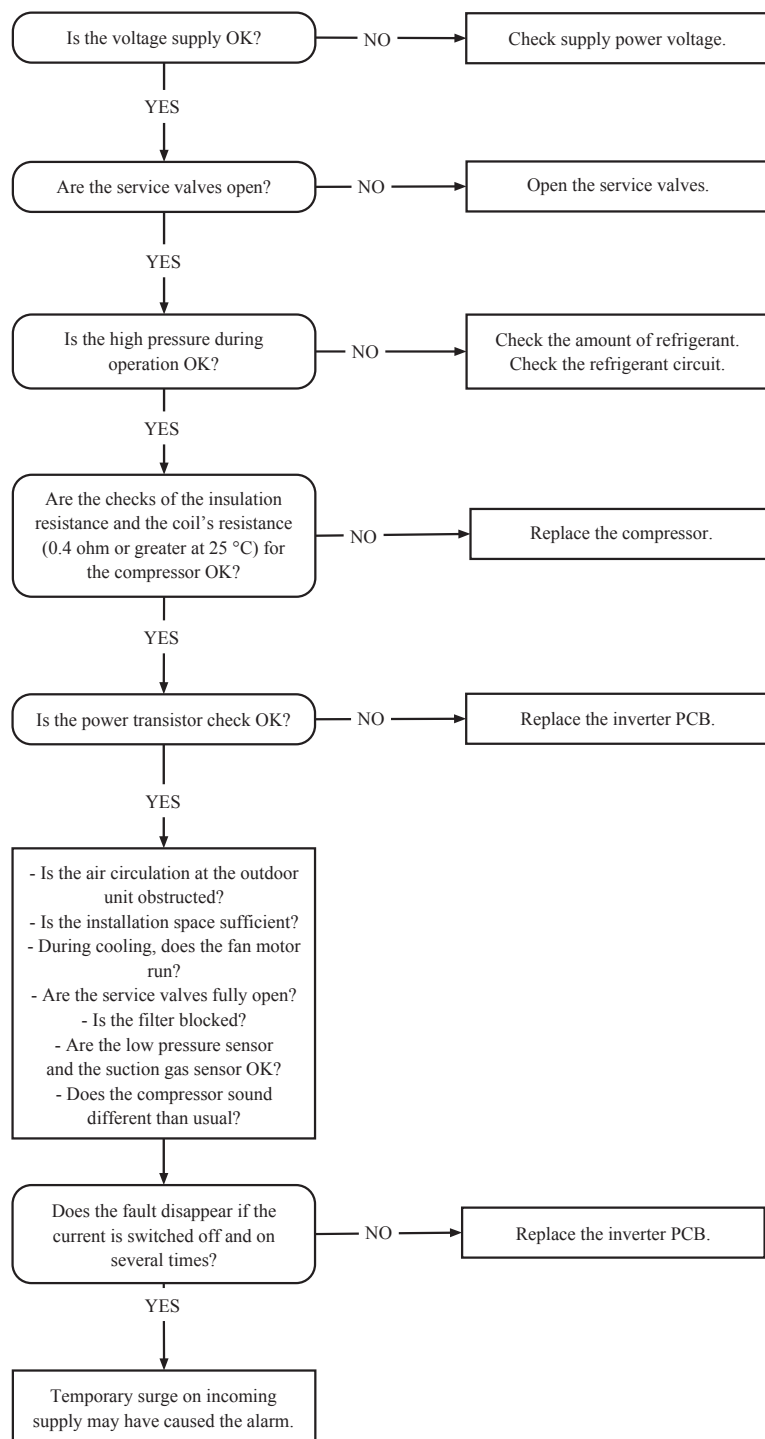 Is the voltage supply OK?
NO
Check supply power voltage.
YES
Are the service valves open?
NO
Open the service valves.
YES
Is the high pressure during
operation OK?
NO
Check the amount of refrigerant.
Check the refrigerant circuit.
YES
Are the checks of the insulation
resistance and the coil’s resistance
(0.4 ohm or greater at 25 °C) for
the compressor OK?
NO
Replace the compressor.
YES
Is the power transistor check OK?
NO
Replace the inverter PCB.
YES
- Is the air circulation at the outdoor
unit obstructed?
- Is the installation space sufficient?
- During cooling, does the fan motor
run?
- Are the service valves fully open?
- Is the filter blocked?
- Are the low pressure sensor
and the suction gas sensor OK?
- Does the compressor sound
different than usual?
Does the fault disappear if the
current is switched off and on
several times?
NO
Replace the inverter PCB.
YES
Temporary surge on incoming
supply may have caused the alarm.